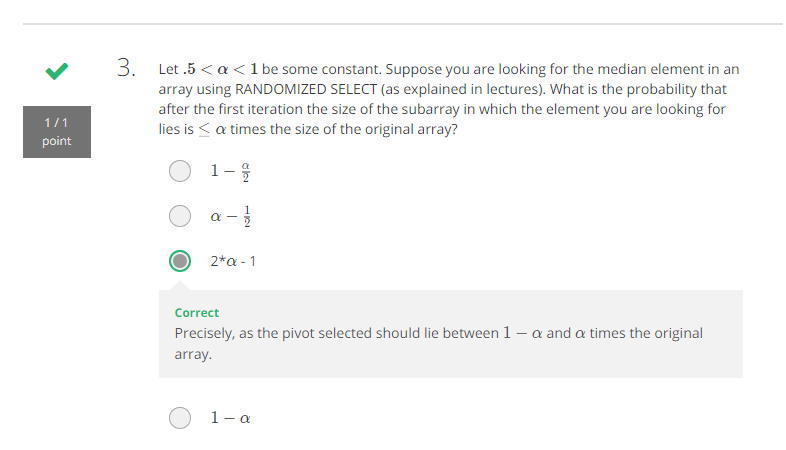 3.
Let .5 < α < 1 be some constant. Suppose you are looking for the median element in an
array using RANDOMIZED SELECT (as explained in lectures). What is the probability that
after the first iteration the size of the subarray in which the element you are looking for
lies is ≤ α times the size of the original array?
1 / 1
point
1 − α/2
α − 1/2
2*α - 1
Correct
Precisely, as the pivot selected should lie between 1 − α and α times the original
array.
1 − α